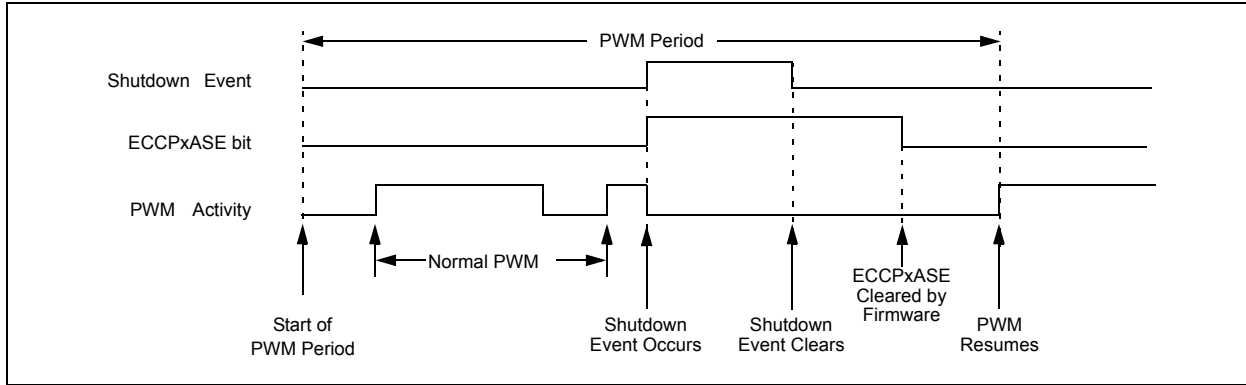 PWM Period
Shutdown Event
ECCPxASE bit
PWM Activity
Normal PWM
Start of
PWM Period
Shutdown
Event Occurs
Shutdown
Event Clears
ECCPxASE
Cleared by
Firmware
PWM
Resumes